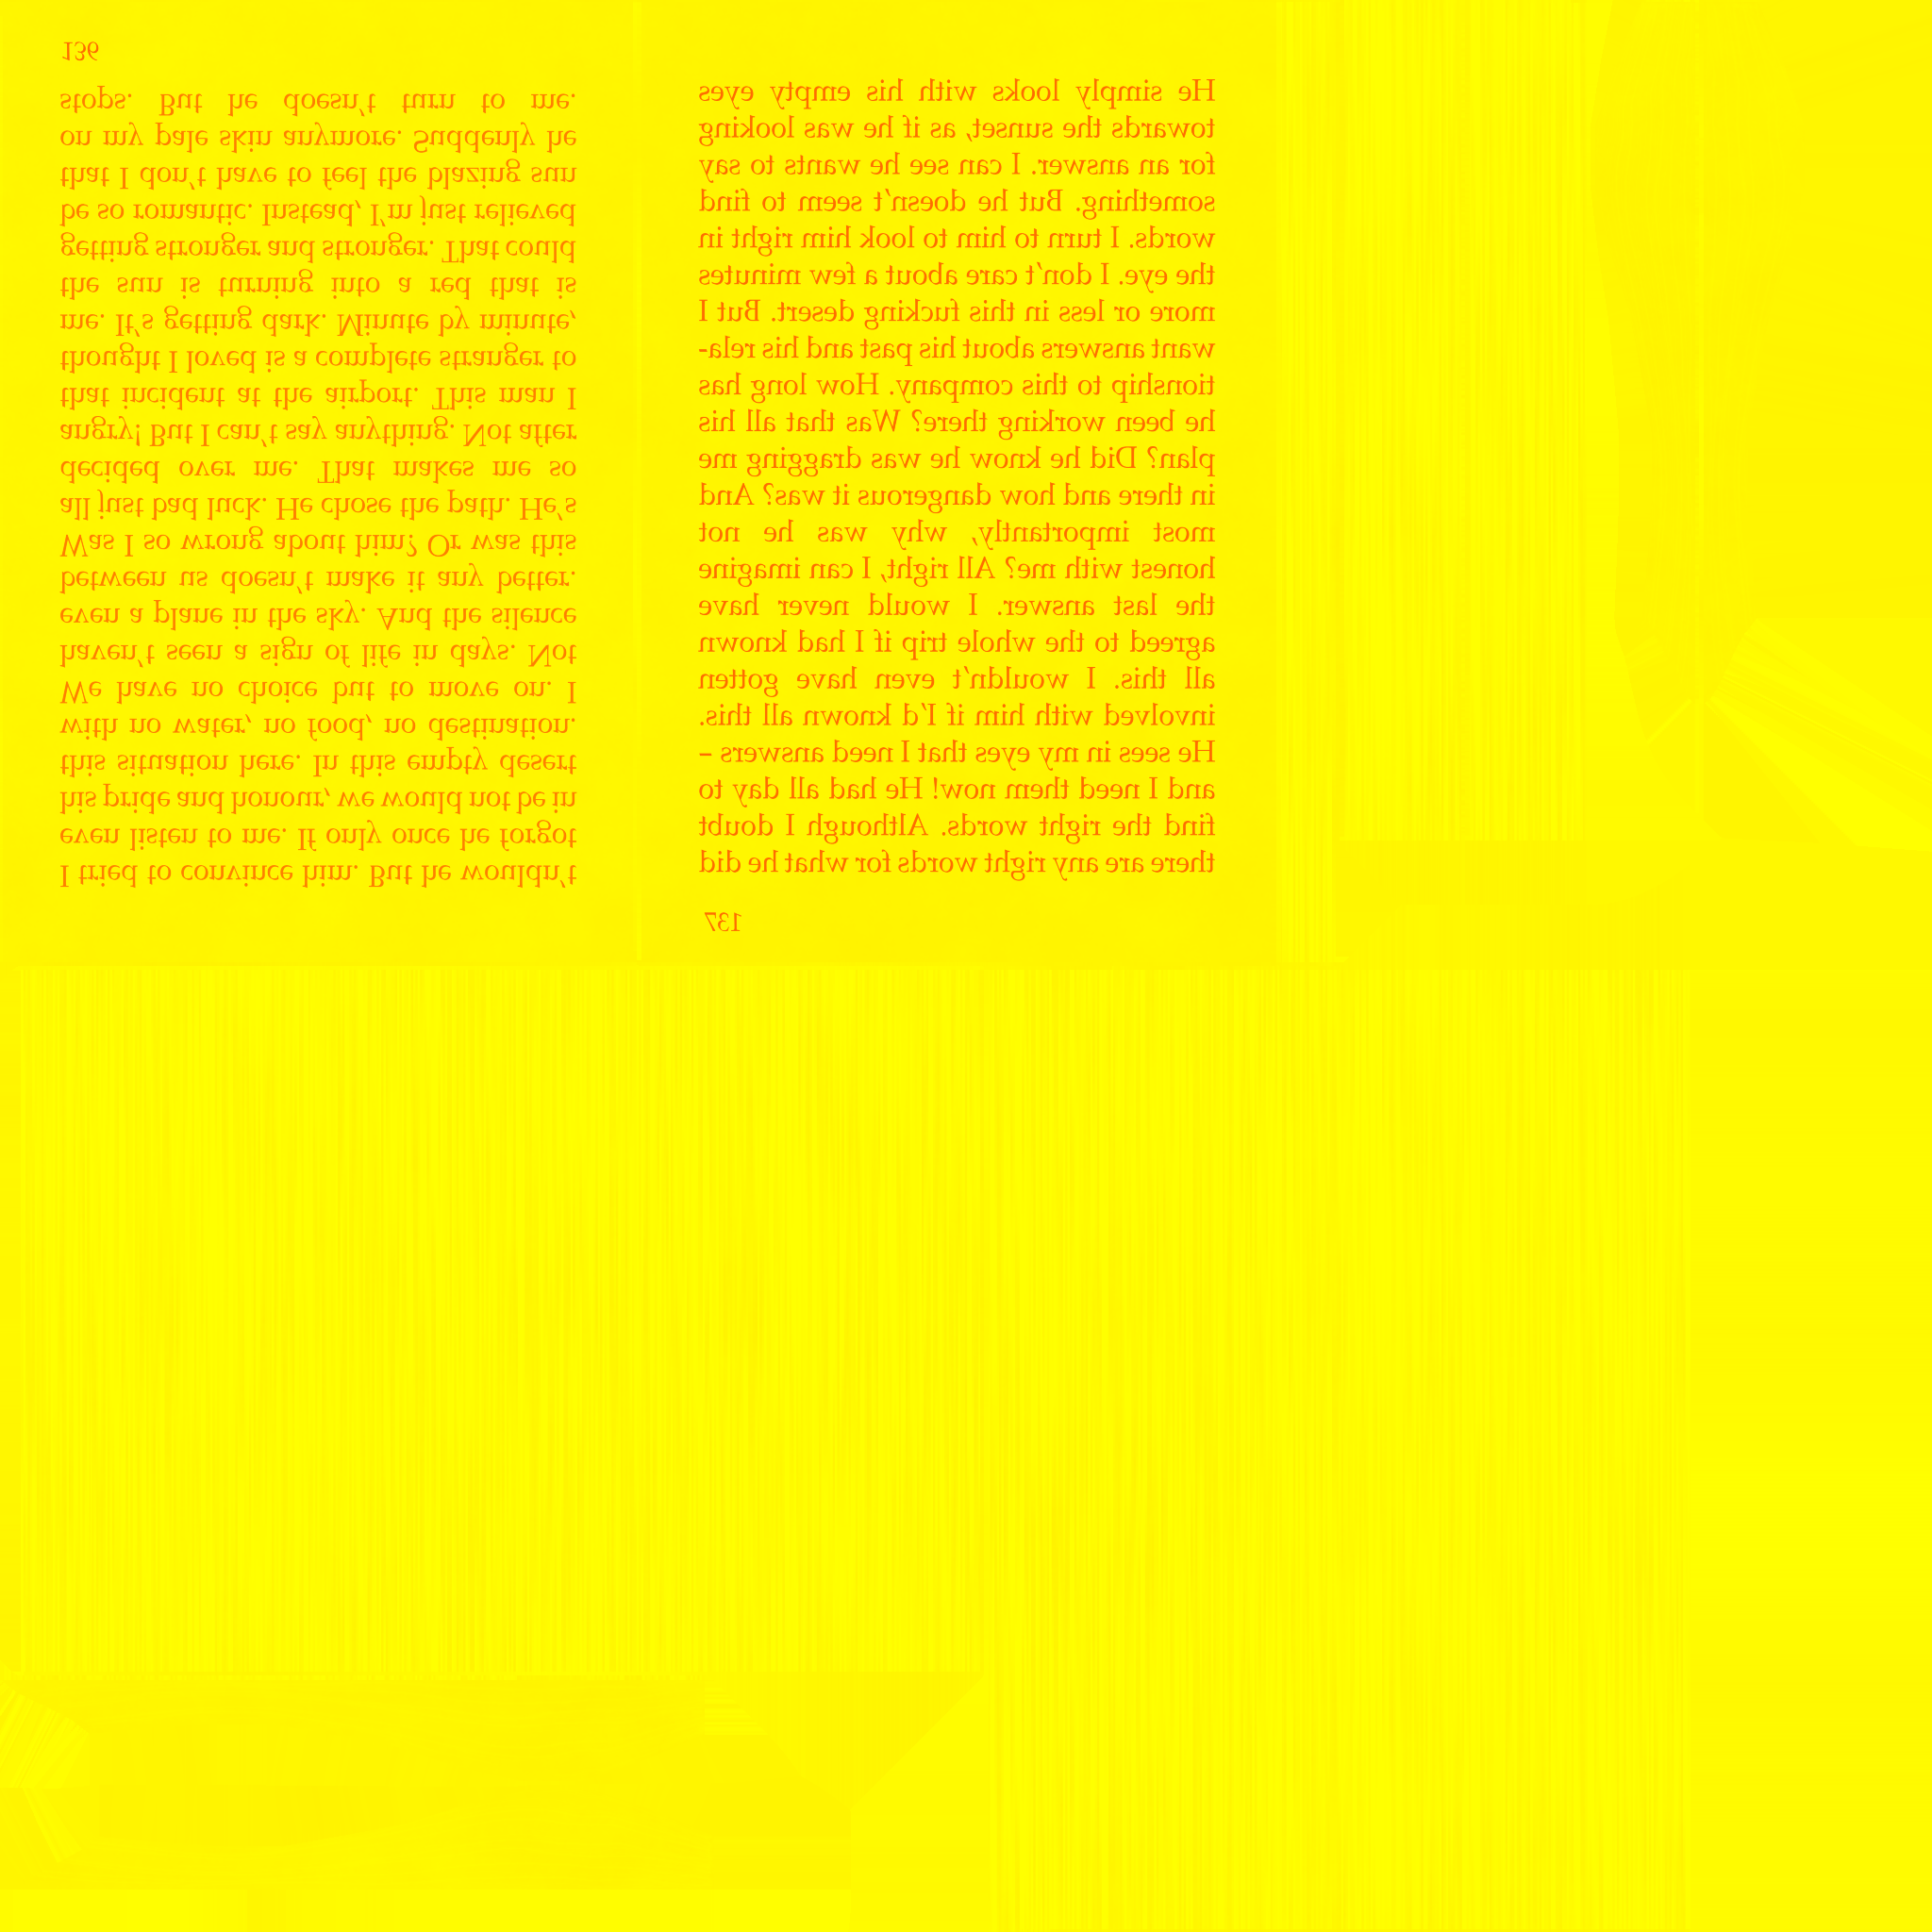 I tried to convince him. But he wouldn't
even listen to me. If only once he forgot
his pride and honour, we would not be in
this situation here. In this empty desert
with no water, no food, no destination.
We have no choice but to move on. I
haven't seen a sign of life in days. Not
even a plane in the sky. And the silence
between us doesn't make it any better.
Was I so wrong about him? Or was this
all just bad luck. He chose the path. He's
decided over me. That makes me so
angry! But I can't say anything. Not after
that incident at the airport. This man I
thought I loved is a complete stranger to
me. It's getting dark. Minute by minute,
the sun is turning into a red that is
getting stronger and stronger. That could
be so romantic. Instead, I'm just relieved
that I don't have to feel the blazing sun
on my pale skin anymore. Suddenly he
stops. But he doesn't turn to me.
136
He simply looks with his empty eyes
towards the sunset, as if he was looking
for an answer. I can see he wants to say
something. But he doesn't seem to find
words. I turn to him to look him right in
the eye. I don't care about a few minutes
more or less in this fucking desert. But I
want answers about his past and his rela-
tionship to this company. How long has
he been working there? Was that all his
plan? Did he know he was dragging me
in there and how dangerous it was? And
most importantly, why was he not
honest with me? All right, I can imagine
the last answer. I would never have
agreed to the whole trip if I had known
all this. I wouldn't even have gotten
involved with him if I'd known all this.
He sees in my eyes that I need answers –
and I need them now! He had all day to
find the right words. Although I doubt
there are any right words for what he did
137